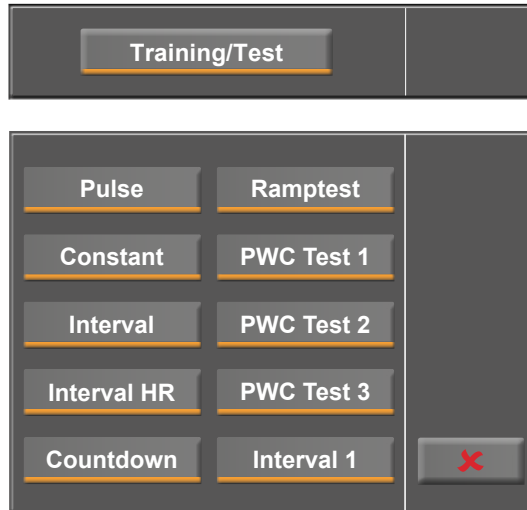 Training/Test
Pulse
Ramptest
Constant
PWC Test 1
Interval
PWC Test 2
Interval HR
PWC Test 3
Countdown
Interval 1